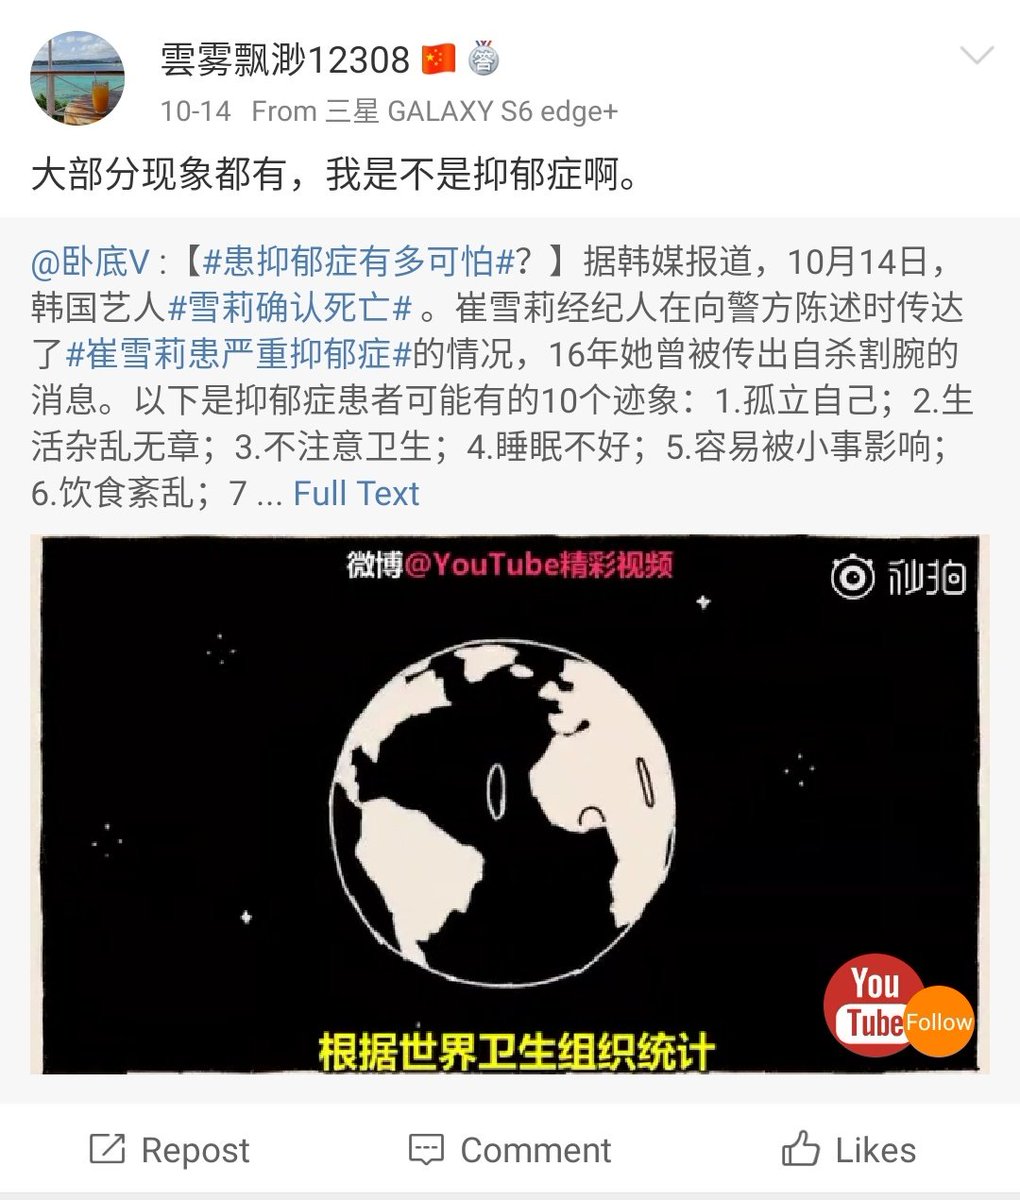 雲雾飘渺12308
答
10-14 From 三星 GALAXY S6 edge+
大部分现象都有，我是不是抑郁症啊。
@卧底V :【#患抑郁症有多可怕#？】据韩媒报道，10月14日，
韩国艺人#雪莉确认死亡# 。崔雪莉经纪人在向警方陈述时传达
了#崔雪莉患严重抑郁症#的情况，16年她曾被传出自杀割腕的
消息。以下是抑郁症患者可能有的10个迹象：1.孤立自己；2.生
活杂乱无章；3.不注意卫生；4.睡眠不好；5.容易被小事影响；
6.饮食紊乱；7 ... Full Text
微博@YouTube精彩视频
秒拍
You
Tube
Follow
根据世界卫生组织统计
Repost Comment Likes